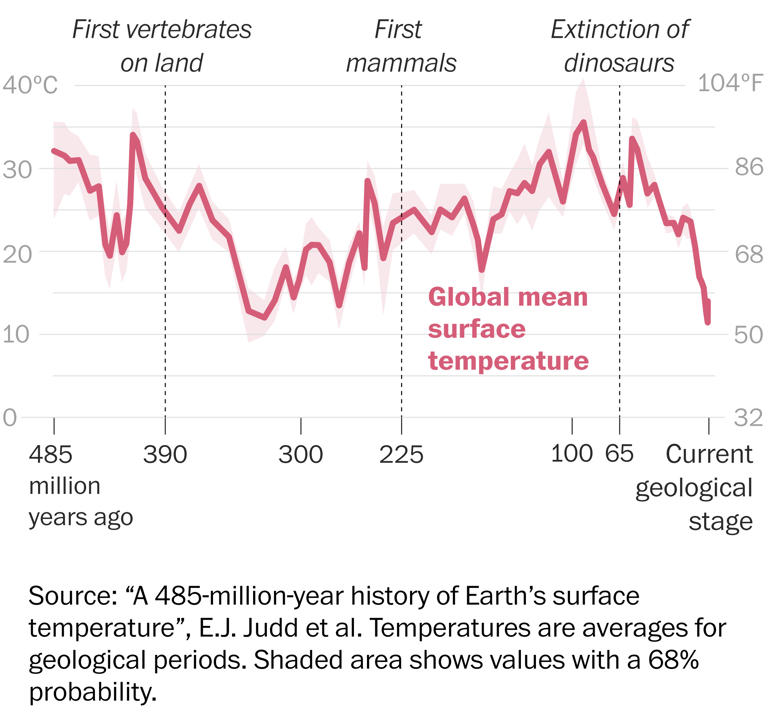 First vertebrates
on land
First
mammals
Extinction of
dinosaurs
40°C
104°F
30
86
20
68
10
50
0
32
Global mean
surface
temperature
485
million
years ago
390
300
225
100
65
Current
geological
stage
Source: “A 485-million-year history of Earth’s surface
temperature”, E.J. Judd et al. Temperatures are averages for
geological periods. Shaded area shows values with a 68%
probability.